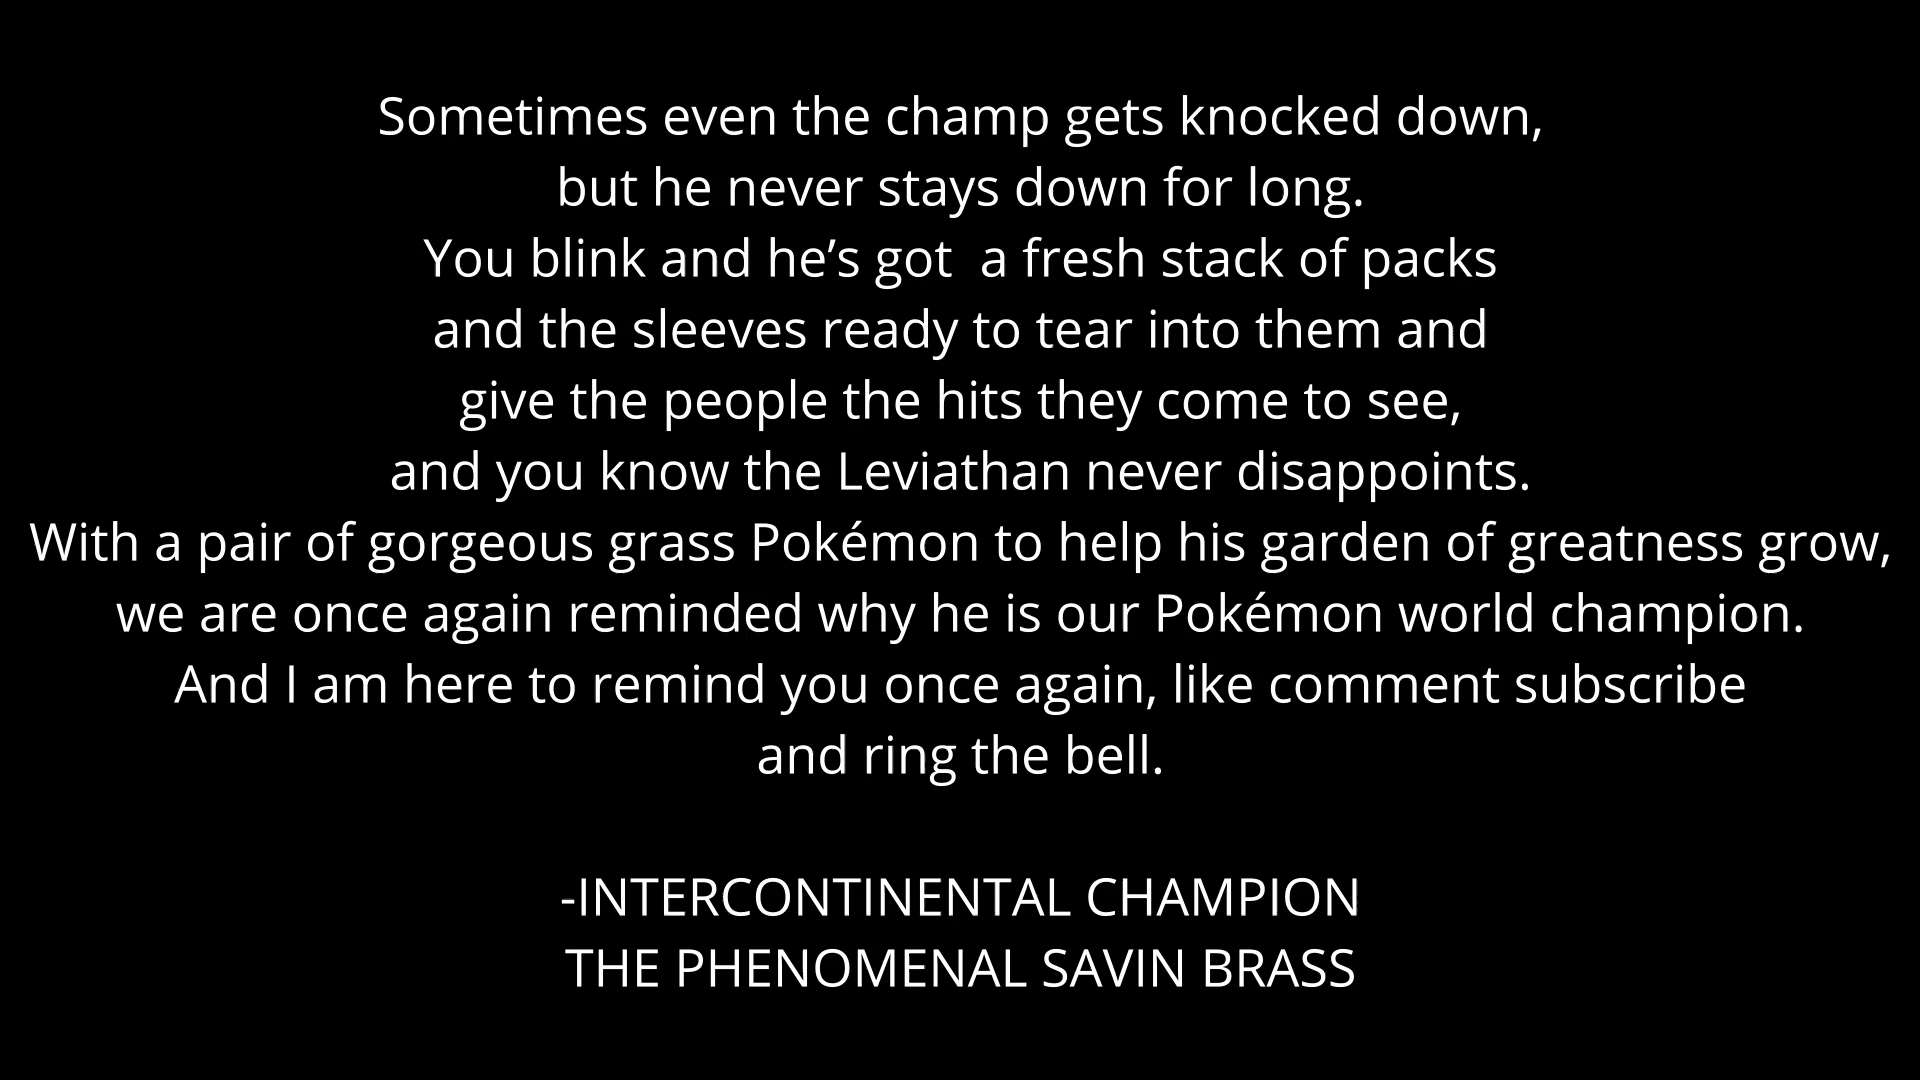 Sometimes even the champ gets knocked down,
but he never stays down for long.
You blink and he’s got  a fresh stack of packs
and the sleeves ready to tear into them and
give the people the hits they come to see,
and you know the Leviathan never disappoints.
With a pair of gorgeous grass Pokémon to help his garden of greatness grow,
we are once again reminded why he is our Pokémon world champion.
And I am here to remind you once again, like comment subscribe
and ring the bell.
-INTERCONTINENTAL CHAMPION
THE PHENOMENAL SAVIN BRASS